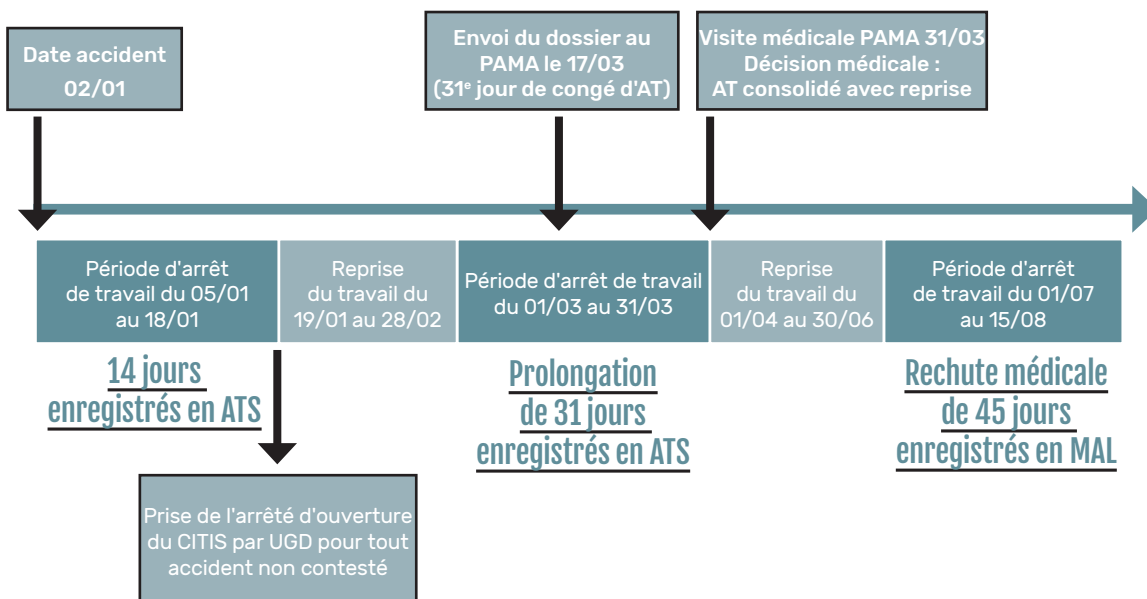 Date accident
02/01
Envoi du dossier au
PAMA le 17/03
(31e jour de congé d'AT)
Visite médicale PAMA 31/03
Décision médicale :
AT consolidé avec reprise
Période d'arrêt
de travail du 05/01
au 18/01
Reprise
du travail du
19/01 au 28/02
Période d'arrêt de travail
du 01/03 au 31/03
Reprise
du travail du
01/04 au 30/06
Période d'arrêt
de travail du 01/07
au 15/08
14 jours
enregistrés en ATS
Prolongation
de 31 jours
enregistrés en ATS
Rechute médicale
de 45 jours
enregistrés en MAL
Prise de l'arrêté d'ouverture
du CITIS par UGD pour tout
accident non contesté